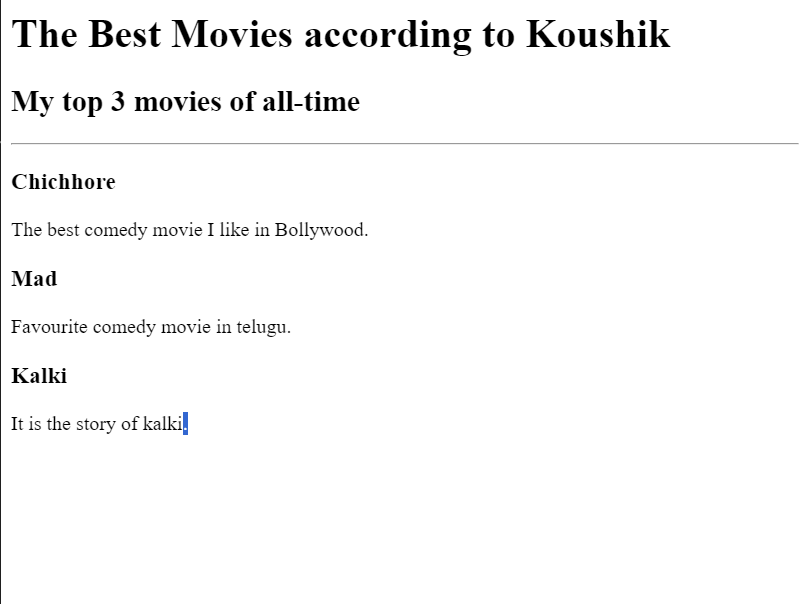 The Best Movies according to Koushik
My top 3 movies of all-time
Chichhore
The best comedy movie I like in Bollywood.
Mad
Favourite comedy movie in telugu.
Kalki
It is the story of kalki.